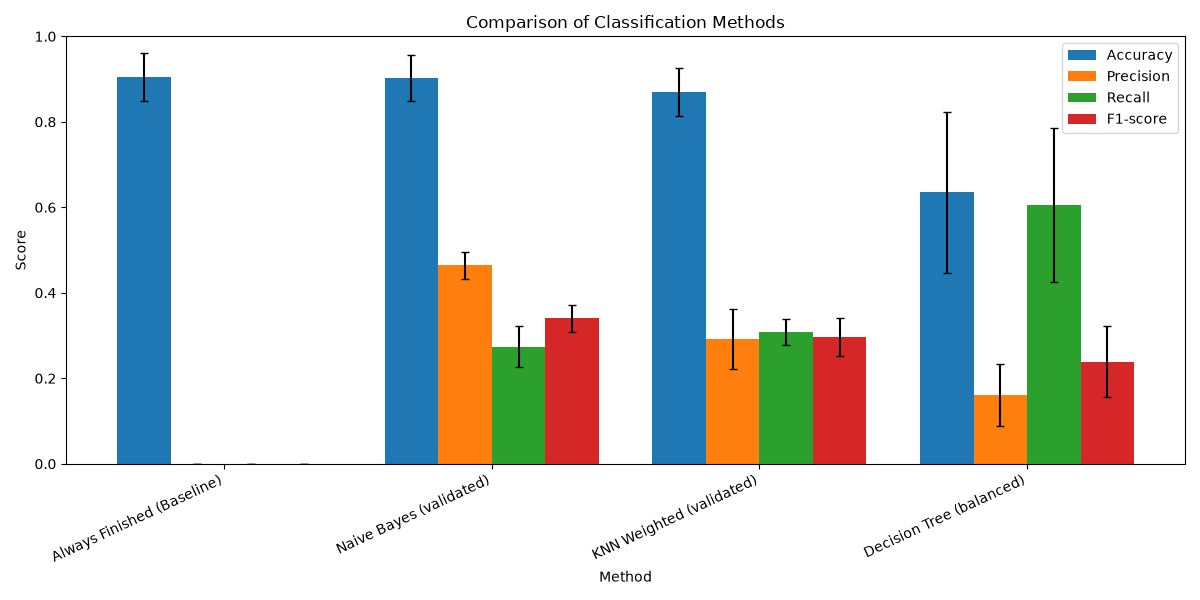 Comparison of Classification Methods
Accuracy
Precision
Recall
F1-score
1.0
0.8
0.6
0.4
0.2
0.0
Score
Always Finished (Baseline)
Naive Bayes (validated)
KNN Weighted (validated)
Decision Tree (balanced)
Method